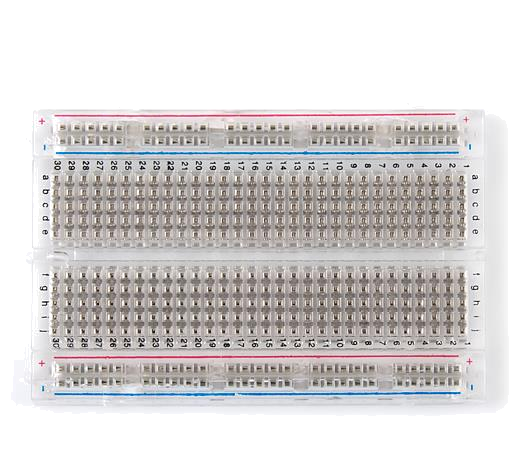 + +
- -
30 29 28 27 26 25 24 23 22 21 20 19 18 17 16 15 14 13 12 11 10 9 8 7 6 5 4 3 2 1
a a
b b
c c
d d
e e
f f
g g
h h
i i
j j
30 29 28 27 26 25 24 23 22 21 20 19 18 17 16 15 14 13 12 11 10 9 8 7 6 5 4 3 2 1
+ +
- -